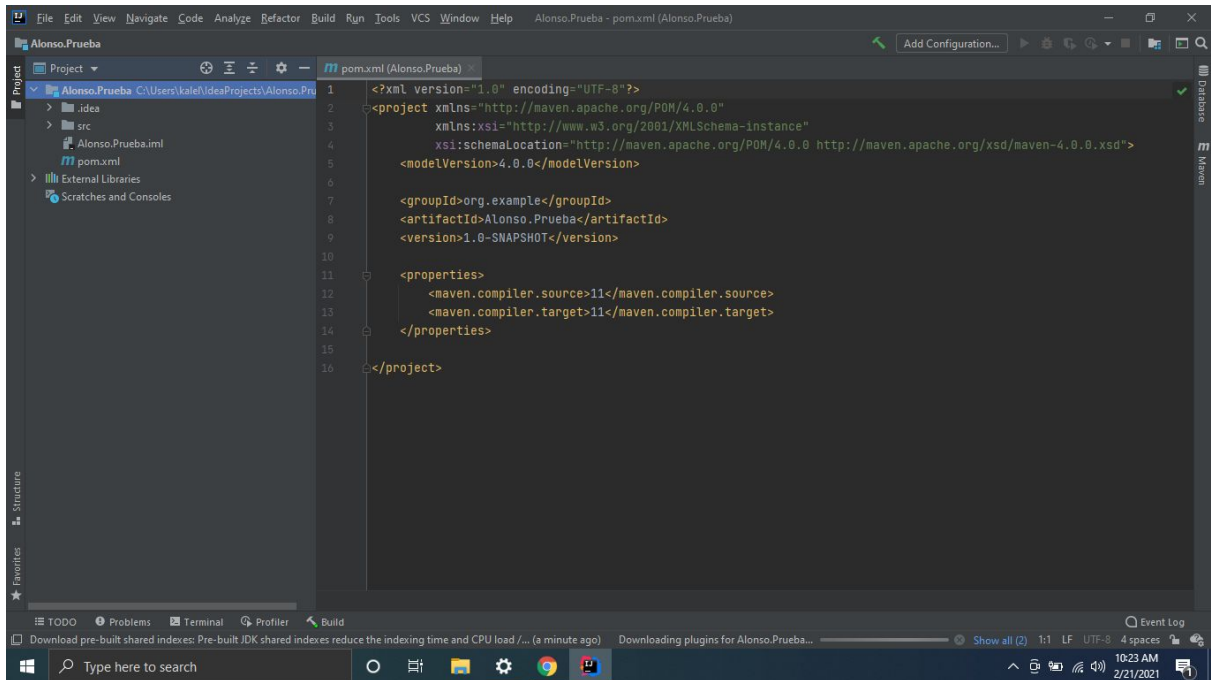 File Edit View Navigate Code Analyze Refactor Build Run Tools VCS Window Help Alonso.Prueba - pom.xml (Alonso.Prueba)
Alonso.Prueba
Add Configuration...
Project
Project
pom.xml (Alonso.Prueba)
Alonso.Prueba C:\Users\kalel\IdeaProjects\Alonso.Pru
.idea
src
Alonso.Prueba.iml
pom.xml
External Libraries
Scratches and Consoles
1 <?xml version="1.0" encoding="UTF-8"?>
2 <project xmlns="http://maven.apache.org/POM/4.0.0"
3 xmlns:xsi="http://www.w3.org/2001/XMLSchema-instance"
4 xsi:schemaLocation="http://maven.apache.org/POM/4.0.0 http://maven.apache.org/xsd/maven-4.0.0.xsd">
5 <modelVersion>4.0.0</modelVersion>
6
7 <groupId>org.example</groupId>
8 <artifactId>Alonso.Prueba</artifactId>
9 <version>1.0-SNAPSHOT</version>
10
11 <properties>
12 <maven.compiler.source>11</maven.compiler.source>
13 <maven.compiler.target>11</maven.compiler.target>
14 </properties>
15
16 </project>
Database
m Maven
Structure
Favorites
TODO Problems Terminal Profiler Build Event Log
Download pre-built shared indexes: Pre-built JDK shared indexes reduce the indexing time and CPU load /... (a minute ago) Downloading plugins for Alonso.Prueba... Show all (2) 1:1 LF UTF-8 4 spaces
Type here to search
10:23 AM
2/21/2021
1